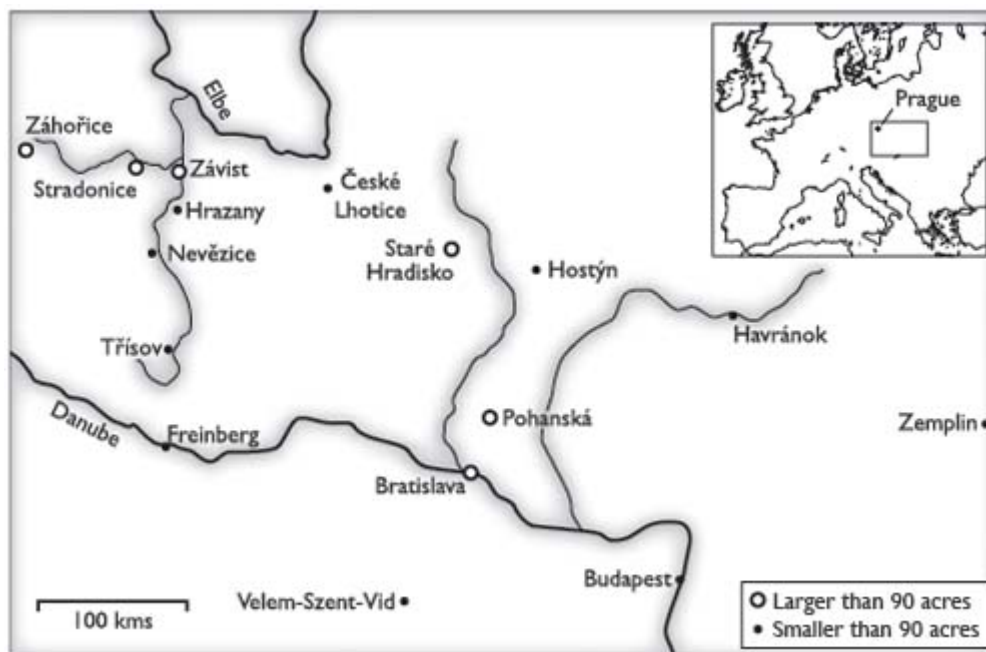 Elbe
Prague
Záhořice
Stradonice
Závist
Hrazany
Nevězice
České
Lhotice
Staré
Hradisko
Hostýn
Havránok
Třísov
Danube
Freinberg
Pohanská
Zemplin
Bratislava
Budapest
Velem-Szent-Vid
100 kms
Larger than 90 acres
Smaller than 90 acres